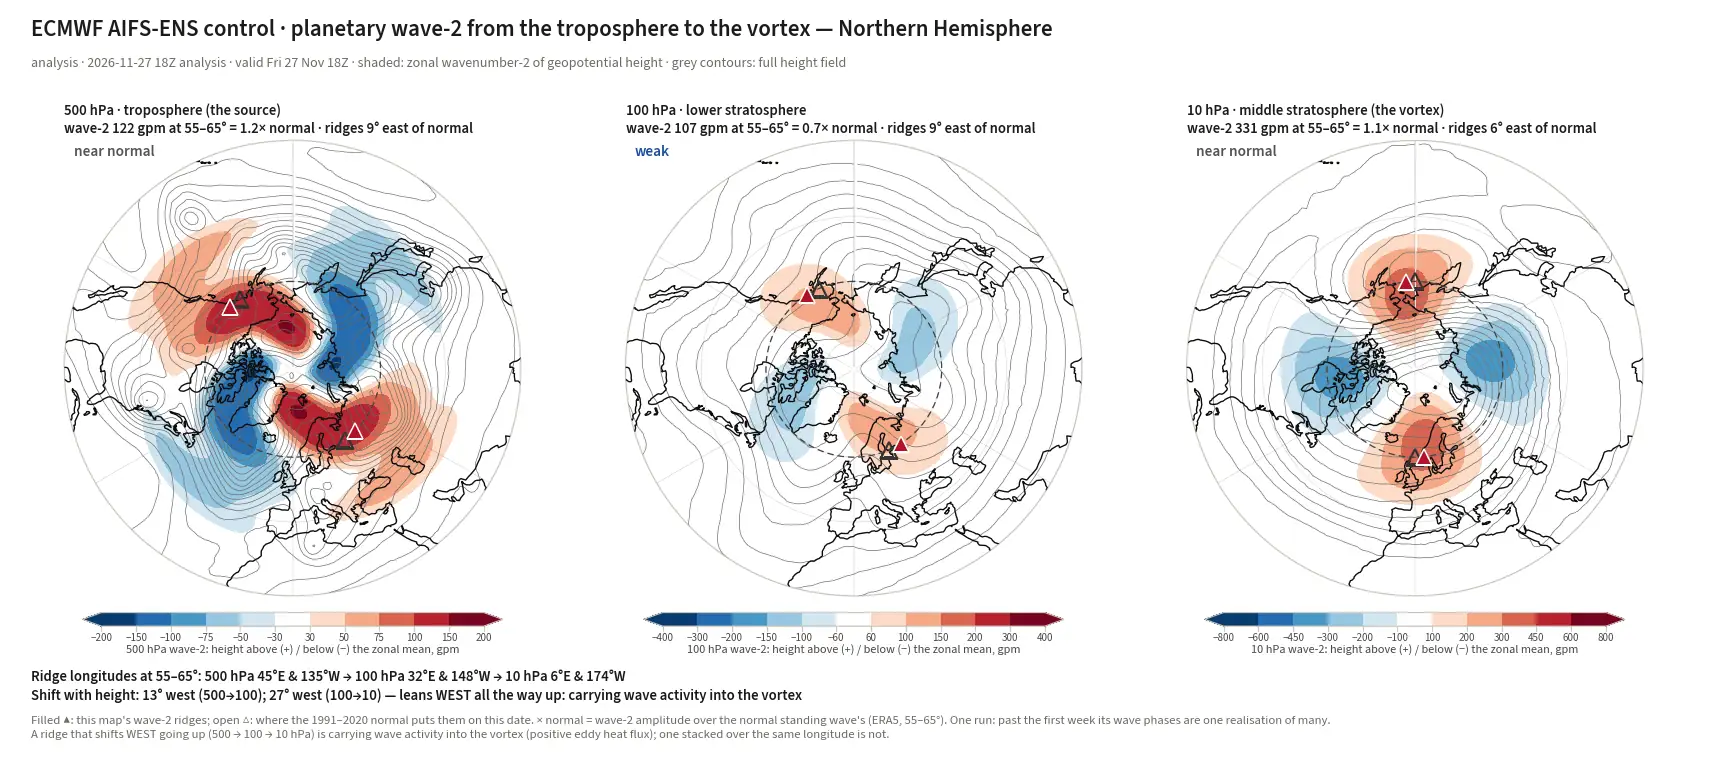 ECMWF AIFS-ENS control · planetary wave-2 from the troposphere to the vortex — Northern Hemisphere
analysis · 2026-11-27 18Z analysis · valid Fri 27 Nov 18Z · shaded: zonal wavenumber-2 of geopotential height · grey contours: full height field
500 hPa · troposphere (the source)
wave-2 122 gpm at 55–65° = 1.2× normal · ridges 9° east of normal
near normal
100 hPa · lower stratosphere
wave-2 107 gpm at 55–65° = 0.7× normal · ridges 9° east of normal
weak
10 hPa · middle stratosphere (the vortex)
wave-2 331 gpm at 55–65° = 1.1× normal · ridges 6° east of normal
near normal
−200 −150 −100 −75 −50 −30 30 50 75 100 150 200
500 hPa wave-2: height above (+) / below (−) the zonal mean, gpm
−400 −300 −200 −150 −100 −60 60 100 150 200 300 400
100 hPa wave-2: height above (+) / below (−) the zonal mean, gpm
−800 −600 −450 −300 −200 −100 100 200 300 450 600 800
10 hPa wave-2: height above (+) / below (−) the zonal mean, gpm
Ridge longitudes at 55–65°: 500 hPa 45°E & 135°W → 100 hPa 32°E & 148°W → 10 hPa 6°E & 174°W
Shift with height: 13° west (500→100); 27° west (100→10) — leans WEST all the way up: carrying wave activity into the vortex
Filled ▲: this map's wave-2 ridges; open △: where the 1991–2020 normal puts them on this date. × normal = wave-2 amplitude over the normal standing wave's (ERA5, 55–65°). One run: past the first week its wave phases are one realisation of many.
A ridge that shifts WEST going up (500 → 100 → 10 hPa) is carrying wave activity into the vortex (positive eddy heat flux); one stacked over the same longitude is not.